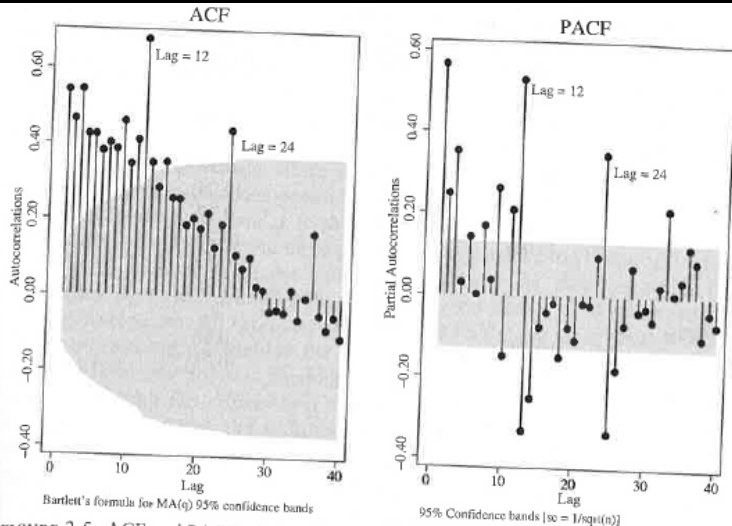 ACF
PACF
Lag = 12
Lag = 24
Lag = 12
Lag = 24
Autocorrelations
0.60
0.40
0.20
0.00
−0.20
−0.40
0 10 20 30 40
Lag
Bartlett's formula for MA(q) 95% confidence bands
Partial Autocorrelations
0.60
0.40
0.20
0.00
−0.20
−0.40
0 10 20 30 40
Lag
95% Confidence bands [se = 1/sqrt(n)]